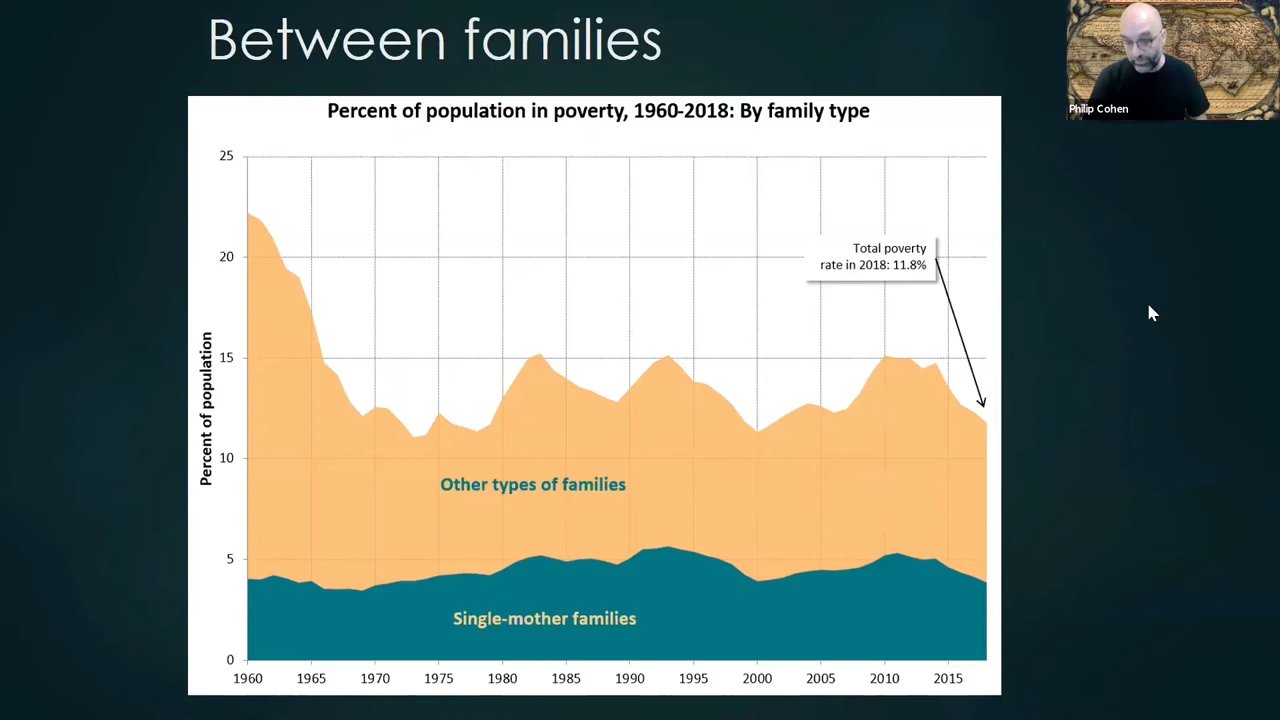 Between families
Philip Cohen
Percent of population in poverty, 1960-2018: By family type
25
20
15
10
5
0
Percent of population
Total poverty
rate in 2018: 11.8%
Other types of families
Single-mother families
1960 1965 1970 1975 1980 1985 1990 1995 2000 2005 2010 2015